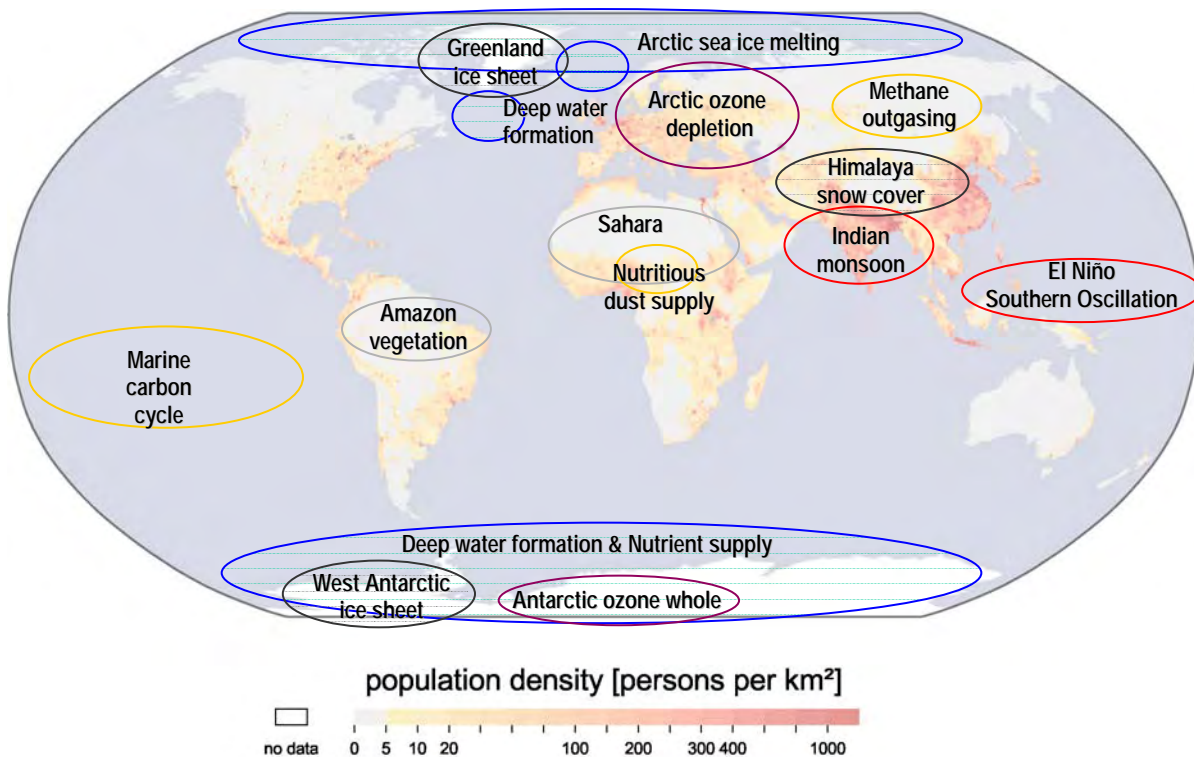 Arctic sea ice melting
Greenland
ice sheet
Deep water
formation
Arctic ozone
depletion
Methane
outgasing
Himalaya
snow cover
Sahara
Indian
monsoon
Nutritious
dust supply
El Niño
Southern Oscillation
Amazon
vegetation
Marine
carbon
cycle
Deep water formation & Nutrient supply
West Antarctic
ice sheet
Antarctic ozone whole
population density [persons per km²]
no data
0 5 10 20 100 200 300 400 1000